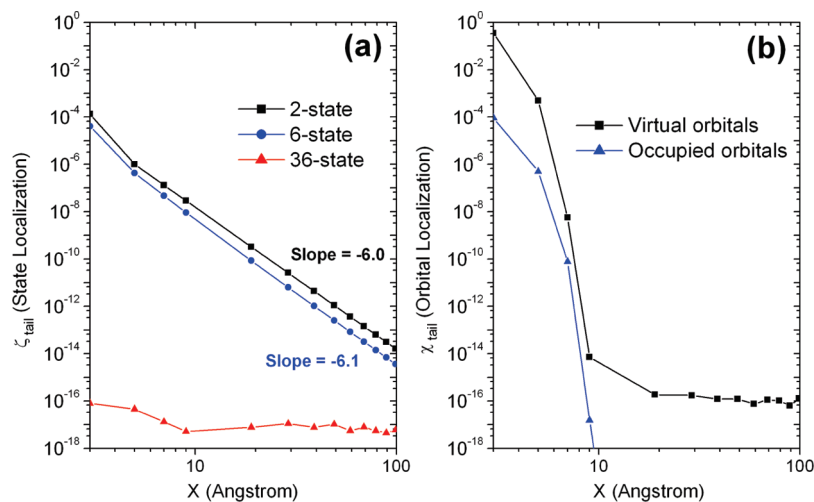 (a)
10^0
10^-2
10^-4
10^-6
10^-8
10^-10
10^-12
10^-14
10^-16
10^-18
ζ_tail (State Localization)
2-state
6-state
36-state
Slope = -6.0
Slope = -6.1
10
100
X (Angstrom)
(b)
10^0
10^-2
10^-4
10^-6
10^-8
10^-10
10^-12
10^-14
10^-16
10^-18
χ_tail (Orbital Localization)
Virtual orbitals
Occupied orbitals
10
100
X (Angstrom)